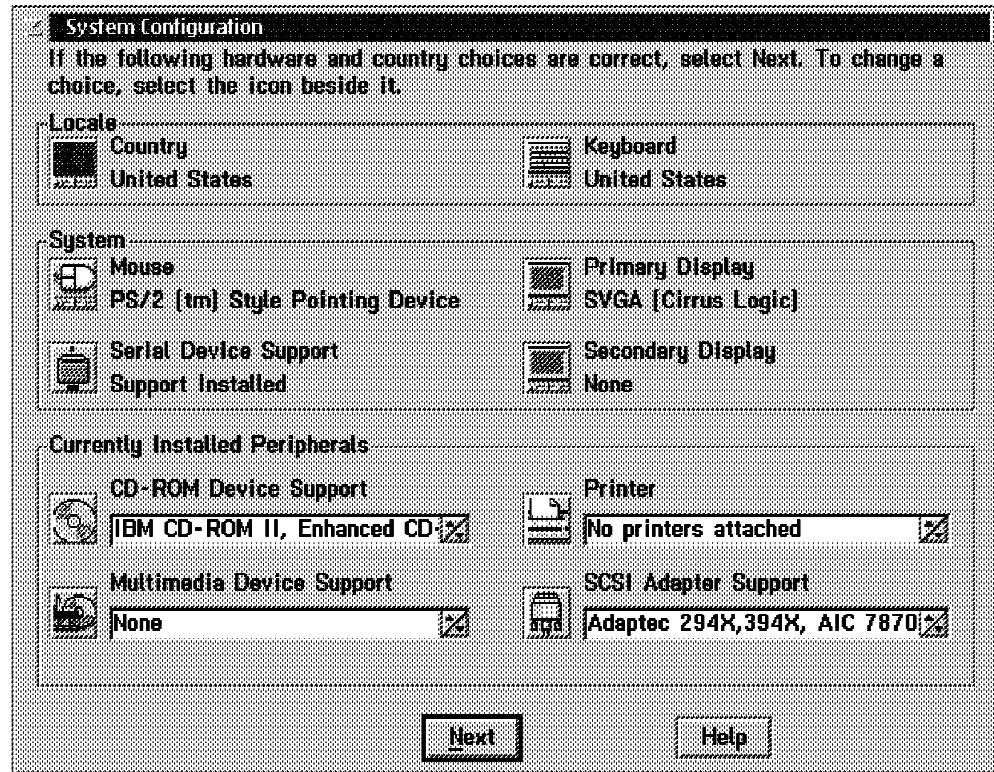 System Configuration
If the following hardware and country choices are correct, select Next. To change a
choice, select the icon beside it.
Locale
Country
United States
Keyboard
United States
System
Mouse
PS/2 (tm) Style Pointing Device
Primary Display
SVGA (Cirrus Logic)
Serial Device Support
Support Installed
Secondary Display
None
Currently Installed Peripherals
CD-ROM Device Support
IBM CD-ROM II, Enhanced CD-
Printer
No printers attached
Multimedia Device Support
None
SCSI Adapter Support
Adaptec 294X,394X, AIC 7870
Next
Help